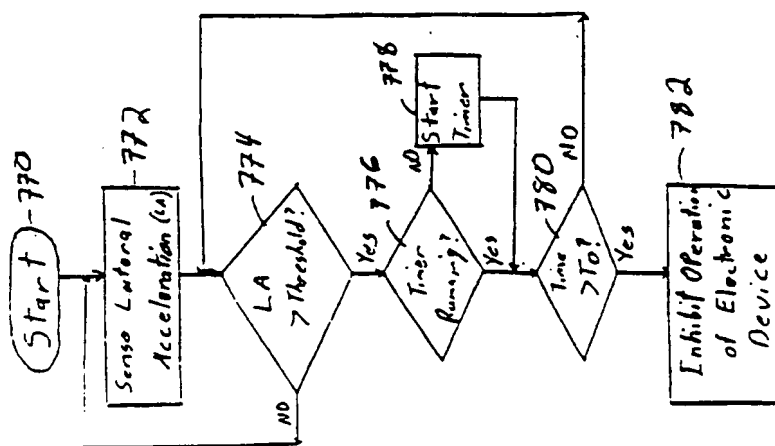 Start
770
Sense Lateral
Acceleration (LA)
772
LA
> Threshold?
774
NO
Yes
Timer
Running?
776
NO
Start
Timer
778
Yes
Time
> To?
780
NO
Yes
Inhibit Operation
of Electronic
Device
782